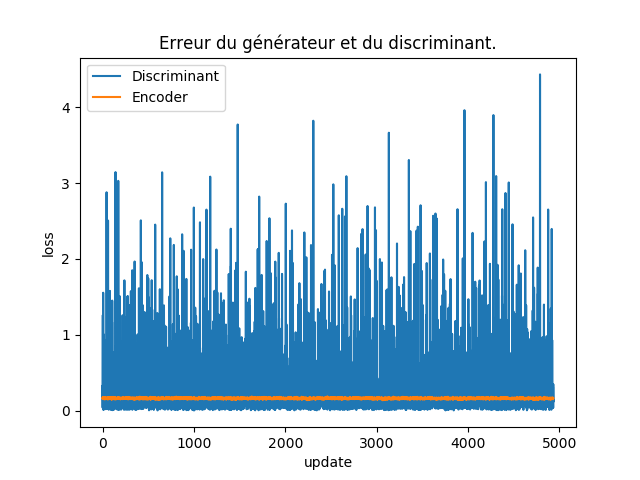 Erreur du générateur et du discriminant.
Discriminant
Encoder
loss
4
3
2
1
0
0 1000 2000 3000 4000 5000
update